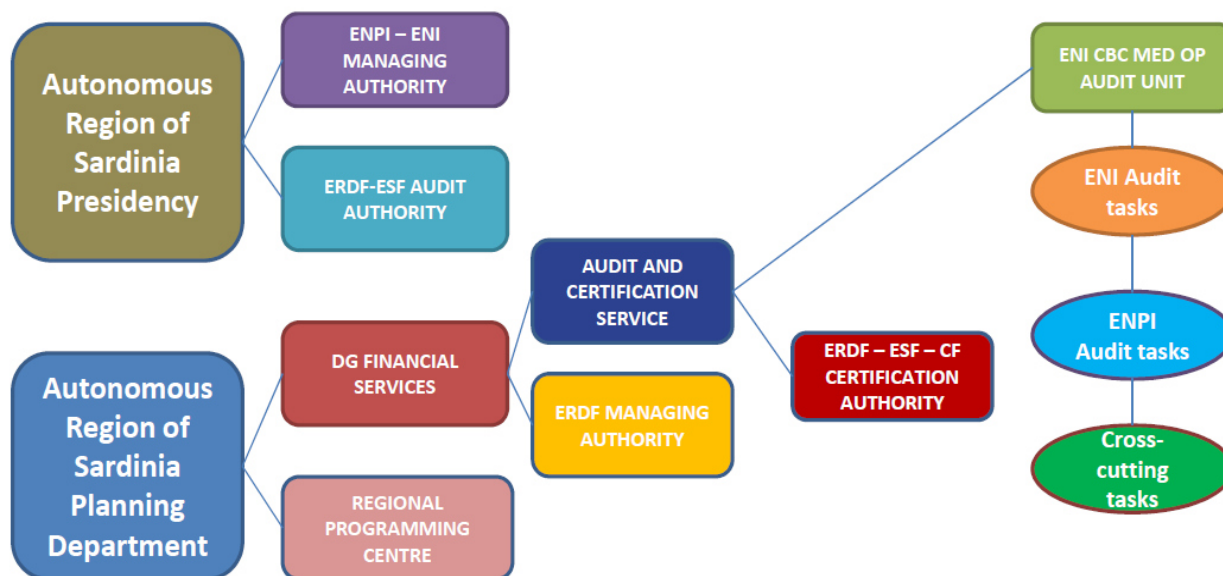 Autonomous
Region of
Sardinia
Presidency
ENPI – ENI
MANAGING
AUTHORITY
ERDF-ESF AUDIT
AUTHORITY
Autonomous
Region of
Sardinia
Planning
Department
DG FINANCIAL
SERVICES
REGIONAL
PROGRAMMING
CENTRE
AUDIT AND
CERTIFICATION
SERVICE
ERDF MANAGING
AUTHORITY
ERDF – ESF – CF
CERTIFICATION
AUTHORITY
ENI CBC MED OP
AUDIT UNIT
ENI Audit
tasks
ENPI
Audit tasks
Cross-
cutting
tasks